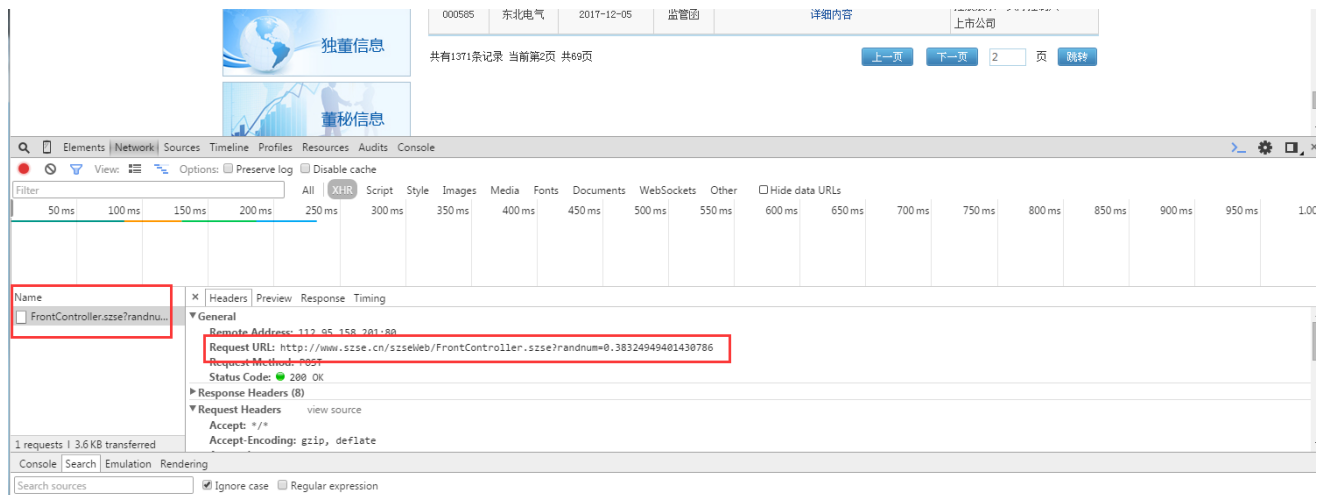 000585 东北电气 2017-12-05 监管函 详细内容
上市公司
独董信息
共有1371条记录 当前第2页 共69页 上一页 下一页 2 页 跳转
董秘信息
Elements Network Sources Timeline Profiles Resources Audits Console
View: Options: Preserve log Disable cache
Filter All XHR Script Style Images Media Fonts Documents WebSockets Other Hide data URLs
50 ms 100 ms 150 ms 200 ms 250 ms 300 ms 350 ms 400 ms 450 ms 500 ms 550 ms 600 ms 650 ms 700 ms 750 ms 800 ms 850 ms 900 ms 950 ms 1.00
Name × Headers Preview Response Timing
FrontController.szse?randnu... ▼General
Remote Address: 112.95.158.201:80
Request URL: http://www.szse.cn/szseWeb/FrontController.szse?randnum=0.38324949401430786
Request Method: POST
Status Code: 200 OK
▶Response Headers (8)
▼Request Headers view source
Accept: */*
1 requests | 3.6 KB transferred Accept-Encoding: gzip, deflate
Console Search Emulation Rendering
Search sources Ignore case Regular expression